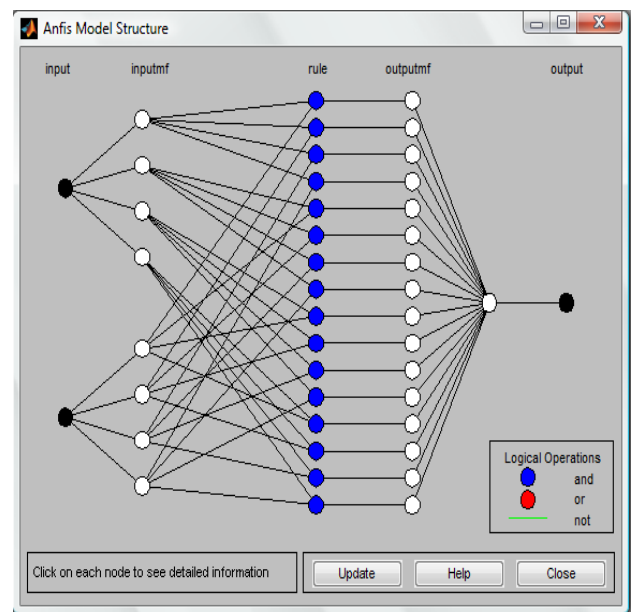 Anfis Model Structure
input inputmf rule outputmf output
Logical Operations
and
or
not
Click on each node to see detailed information
Update Help Close